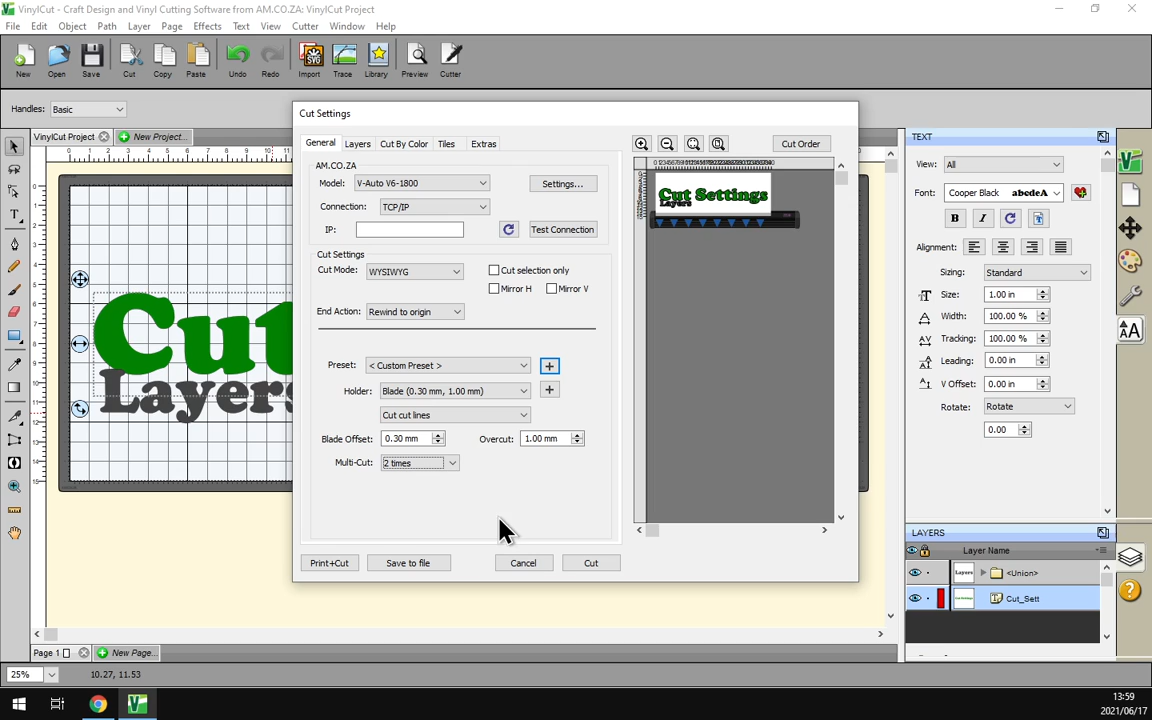 VinylCut - Craft Design and Vinyl Cutting Software from AM.CO.ZA: VinylCut Project
File Edit Object Path Layer Page Effects Text View Cutter Window Help
New Open Save Cut Copy Paste Undo Redo Import Trace Library Preview Cutter
Handles: Basic
VinylCut Project New Project...
Cut
Layers
Cut Settings
General Layers Cut By Color Tiles Extras
AM.CO.ZA
Model: V-Auto V6-1800 Settings...
Connection: TCP/IP
IP: Test Connection
Cut Settings
Cut Mode: WYSIWYG Cut selection only
Mirror H Mirror V
End Action: Rewind to origin
Preset: < Custom Preset >
Holder: Blade (0.30 mm, 1.00 mm)
Cut cut lines
Blade Offset: 0.30 mm Overcut: 1.00 mm
Multi-Cut: 2 times
Print+Cut Save to file Cancel Cut
Cut Order
Cut Settings
Layers
TEXT
View: All
Font: Cooper Black abcdeA
B I
Alignment:
Sizing: Standard
Size: 1.00 in
Width: 100.00 %
Tracking: 100.00 %
Leading: 0.00 in
V Offset: 0.00 in
Rotate: Rotate
0.00
LAYERS
Layer Name
Layers <Union>
Cut Settings Cut_Sett
Page 1 New Page...
25% 10.27, 11.53
13:59
2021/06/17